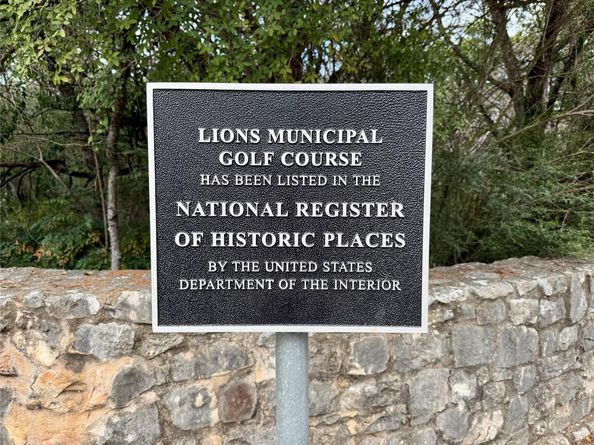 LIONS MUNICIPAL
GOLF COURSE
HAS BEEN LISTED IN THE
NATIONAL REGISTER
OF HISTORIC PLACES
BY THE UNITED STATES
DEPARTMENT OF THE INTERIOR